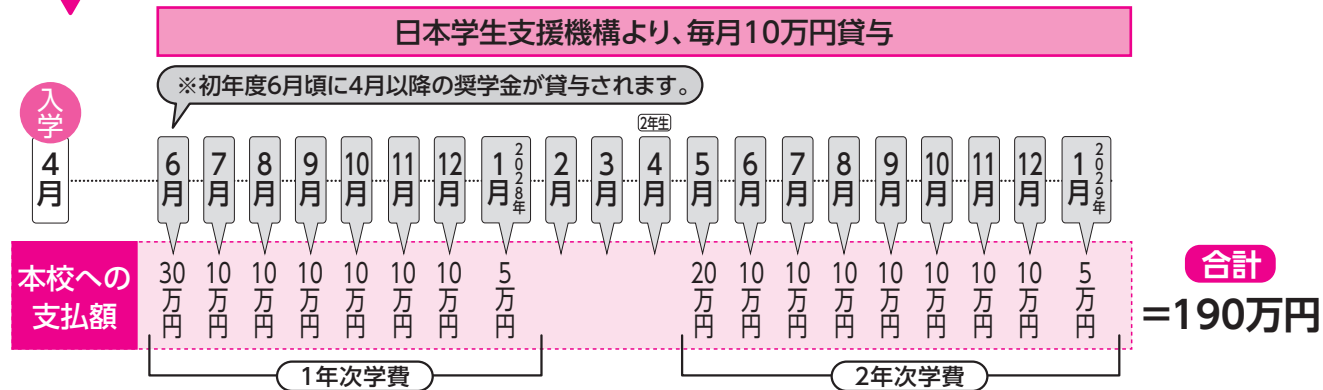 日本学生支援機構より、毎月10万円貸与
※初年度6月頃に4月以降の奨学金が貸与されます。
入学
2年生
4月
6月
7月
8月
9月
10月
11月
12月
1月
2028年
2月
3月
4月
5月
6月
7月
8月
9月
10月
11月
12月
1月
2029年
本校への
支払額
30万円
10万円
10万円
10万円
10万円
10万円
10万円
5万円
20万円
10万円
10万円
10万円
10万円
10万円
10万円
10万円
5万円
合計
=190万円
1年次学費
2年次学費